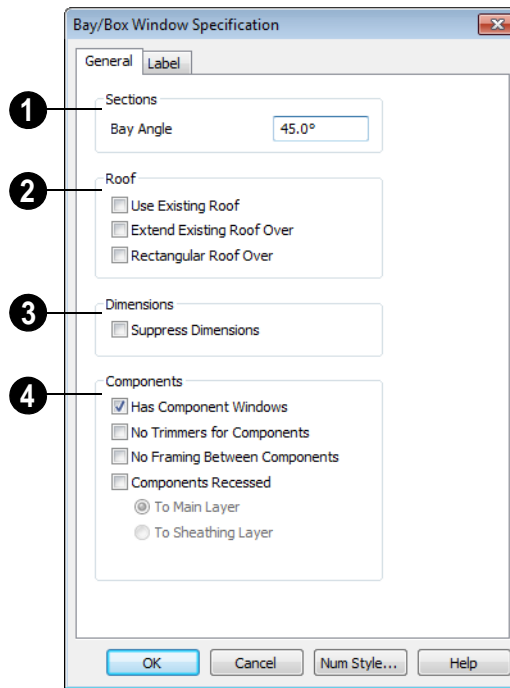 Bay/Box Window Specification
General Label
1
Sections
Bay Angle 45.0°
2
Roof
Use Existing Roof
Extend Existing Roof Over
Rectangular Roof Over
3
Dimensions
Suppress Dimensions
4
Components
Has Component Windows
No Trimmers for Components
No Framing Between Components
Components Recessed
To Main Layer
To Sheathing Layer
OK Cancel Num Style... Help